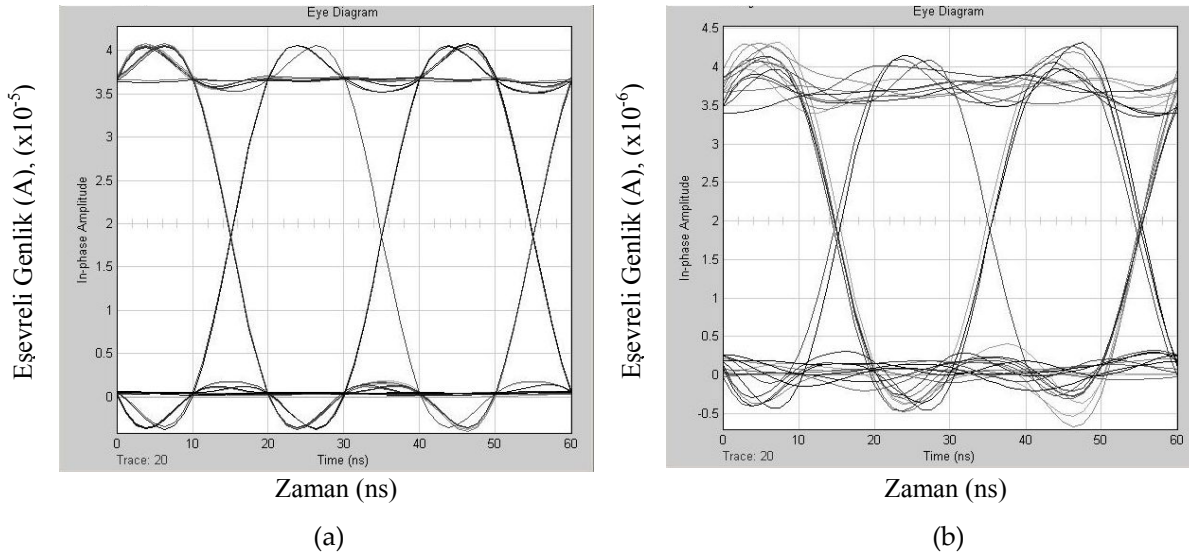 Eye Diagram
Eşevreli Genlik (A), (x10⁻⁵)
In-phase Amplitude
4
3.5
3
2.5
2
1.5
1
0.5
0
0 10 20 30 40 50 60
Trace: 20
Time (ns)
Zaman (ns)
(a)
Eye Diagram
Eşevreli Genlik (A), (x10⁻⁶)
In-phase Amplitude
4.5
4
3.5
3
2.5
2
1.5
1
0.5
0
-0.5
0 10 20 30 40 50 60
Trace: 20
Time (ns)
Zaman (ns)
(b)